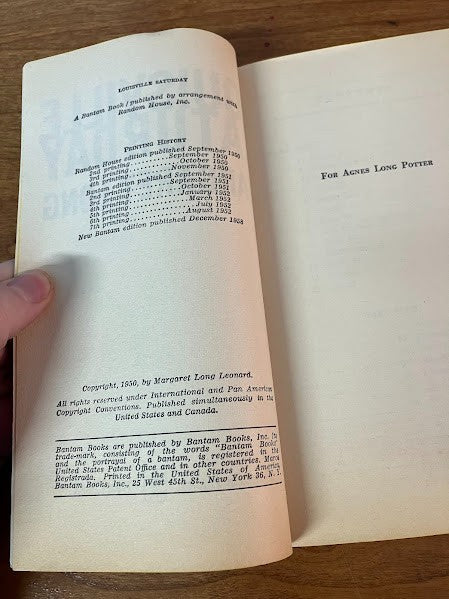 LOUISVILLE SATURDAY
A Bantam Book / published by arrangement with
Random House, Inc.
PRINTING HISTORY
Random House edition published September 1950
2nd printing..........September 1950
3rd printing..........October 1950
4th printing..........November 1950
Bantam edition published September 1951
2nd printing..........September 1951
3rd printing..........October 1951
4th printing..........January 1952
5th printing..........March 1952
6th printing..........July 1952
7th printing..........August 1952
New Bantam edition published December 1958
Copyright, 1950, by Margaret Long Leonard.
All rights reserved under International and Pan American
Copyright Conventions. Published simultaneously in the
United States and Canada.
Bantam Books are published by Bantam Books, Inc. Its
trade-mark, consisting of the words "Bantam Books"
and the portrayal of a bantam, is registered in the
United States Patent Office and in other countries. Marca
Registrada. Printed in the United States of America.
Bantam Books, Inc., 25 West 45th St., New York 36, N. Y.
FOR AGNES LONG POTTER